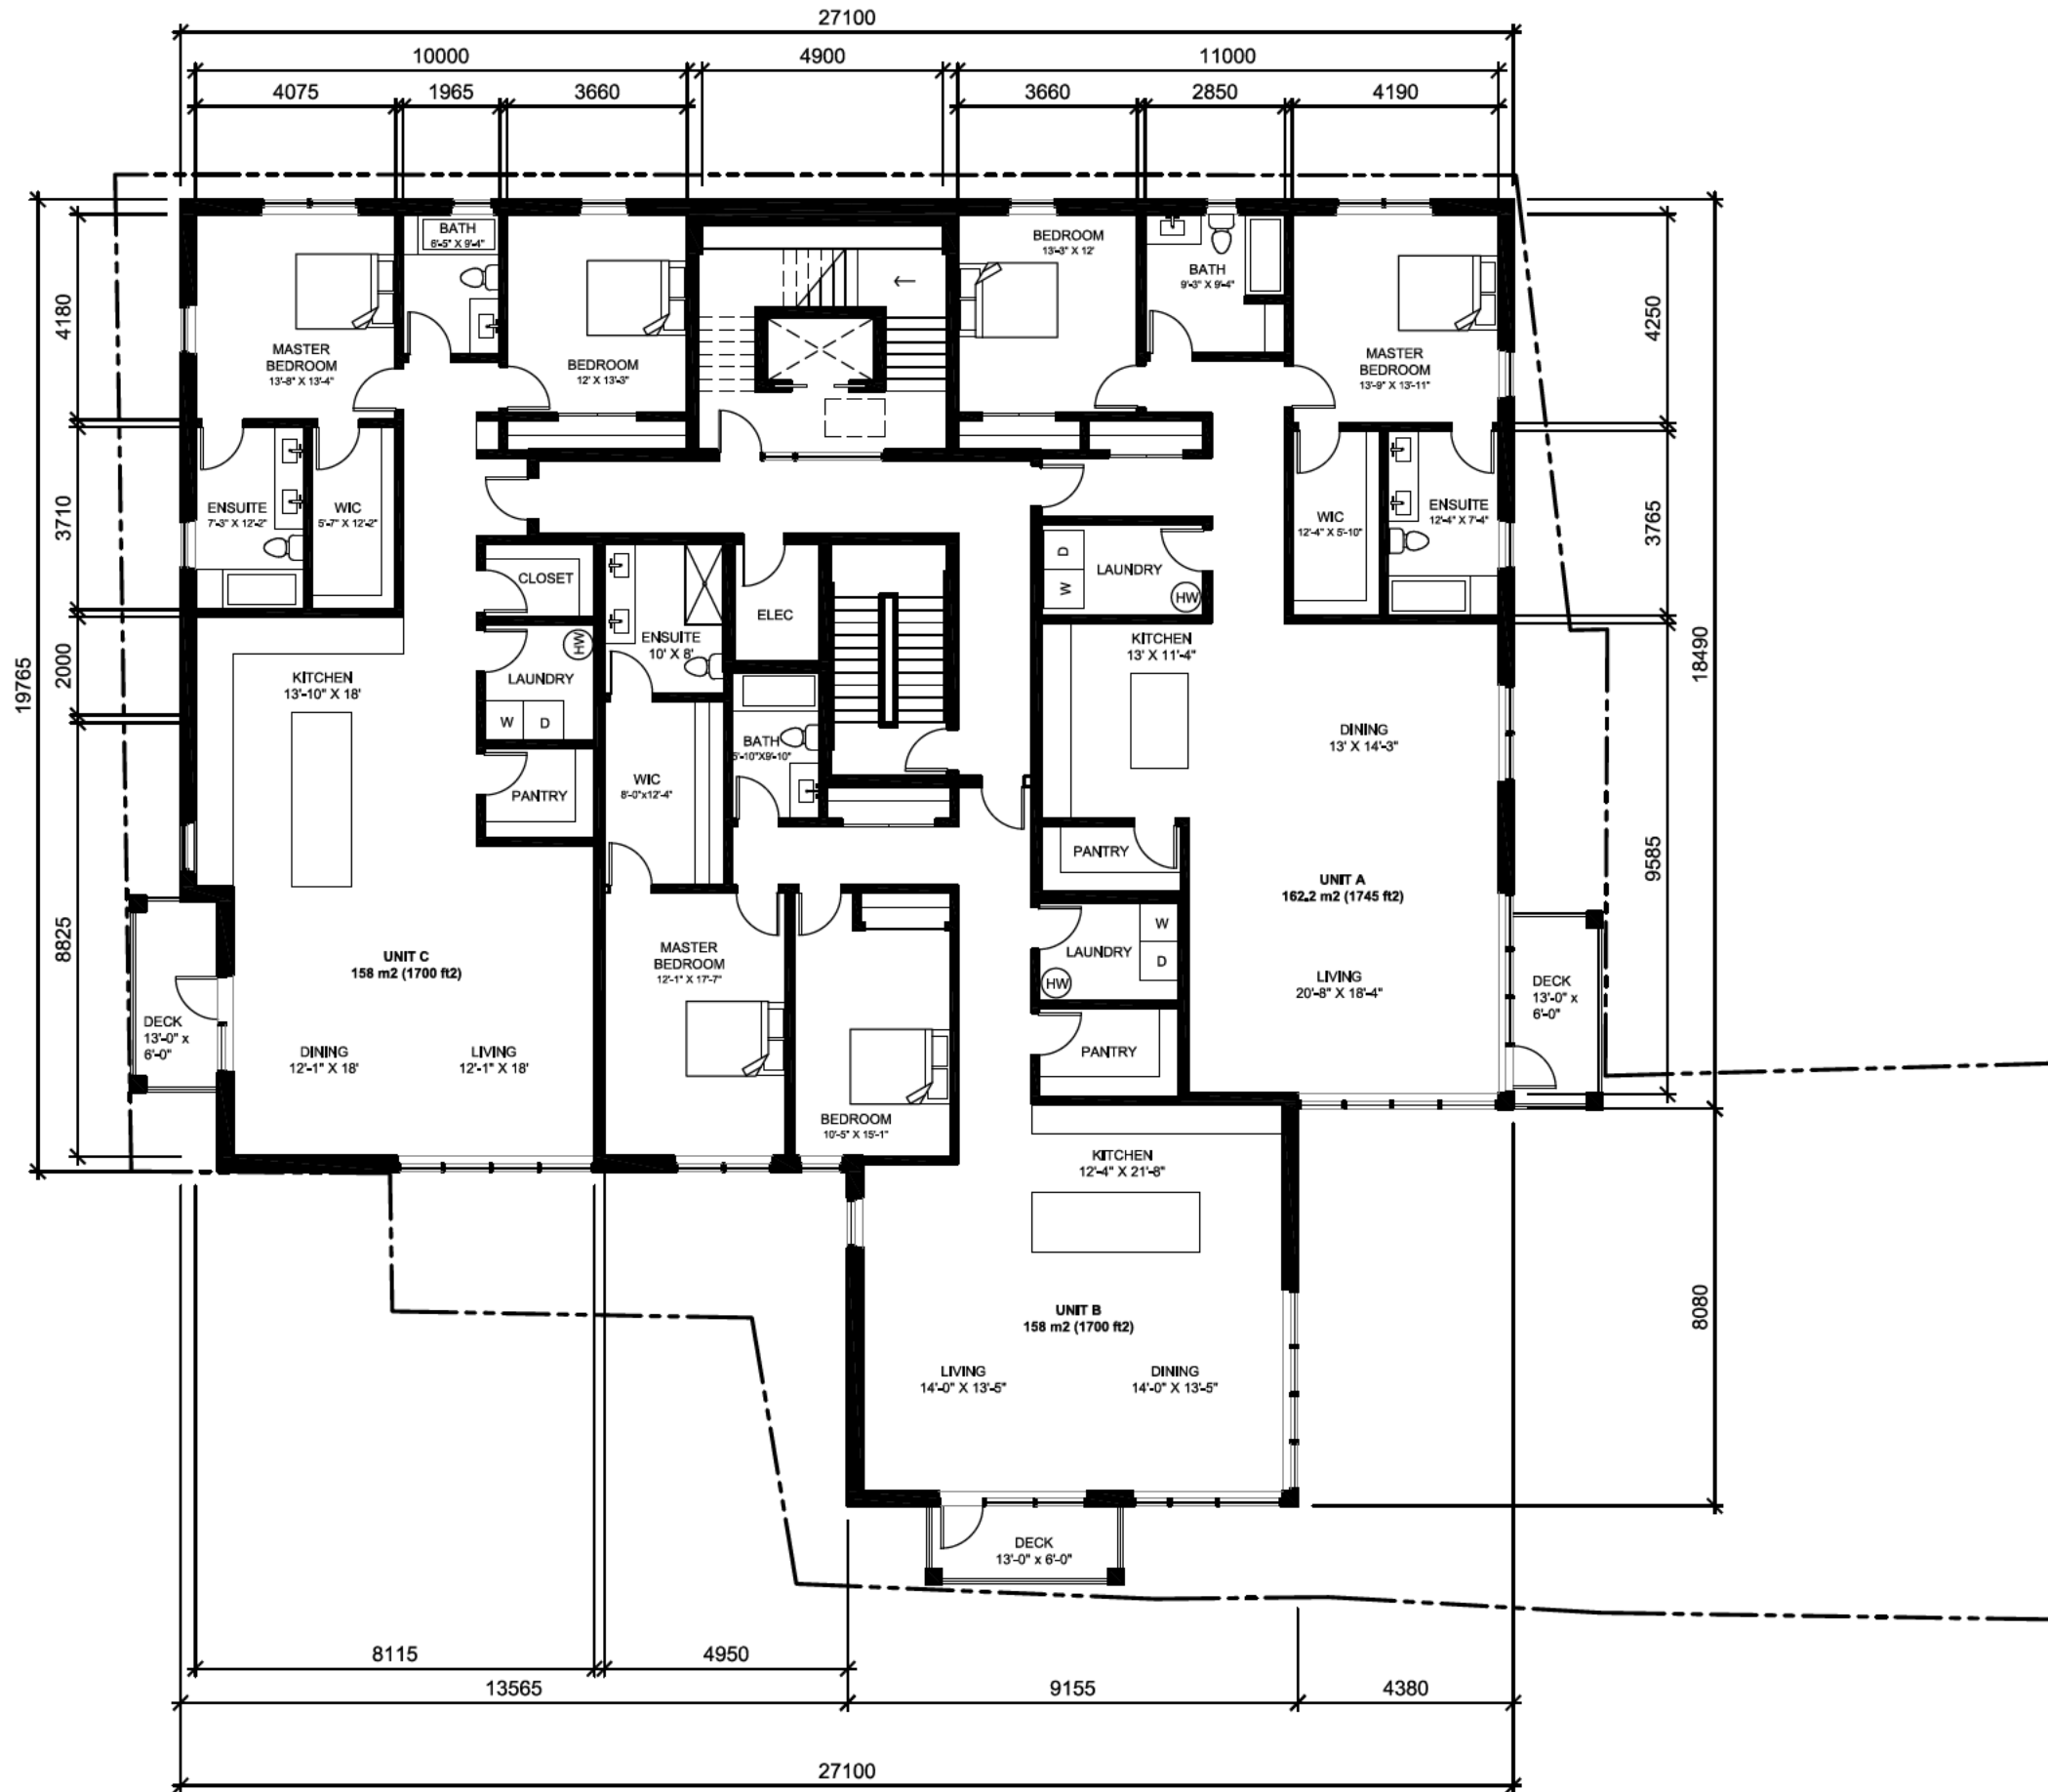 27100
10000
4900
11000
4075
1965
3660
3660
2850
4190
BATH
6'-5" X 9'-4"
BEDROOM
13'-3" X 12'
BATH
9'-3" X 9'-4"
4180
4250
MASTER
BEDROOM
13'-8" X 13'-4"
BEDROOM
12' X 13'-3"
MASTER
BEDROOM
13'-9" X 13'-11"
3710
ENSUITE
7'-3" X 12'-2"
WIC
5'-7" X 12'-2"
WIC
12'-4" X 5'-10"
ENSUITE
12'-4" X 7'-4"
3765
CLOSET
D
W
LAUNDRY
HW
ELEC
ENSUITE
10' X 8'
HW
LAUNDRY
W D
KITCHEN
13' X 11'-4"
19765
2000
18490
KITCHEN
13'-10" X 18'
DINING
13' X 14'-3"
BATH
5'-10"X9'-10"
WIC
8'-0"x12'-4"
PANTRY
PANTRY
9585
UNIT A
162.2 m2 (1745 ft2)
8825
UNIT C
158 m2 (1700 ft2)
MASTER
BEDROOM
12'-1" X 17'-7"
LAUNDRY
W
D
HW
LIVING
20'-8" X 18'-4"
DECK
13'-0" x
6'-0"
DECK
13'-0" x
6'-0"
DINING
12'-1" X 18'
LIVING
12'-1" X 18'
PANTRY
BEDROOM
10'-5" X 15'-1"
KITCHEN
12'-4" X 21'-8"
8080
UNIT B
158 m2 (1700 ft2)
LIVING
14'-0" X 13'-5"
DINING
14'-0" X 13'-5"
DECK
13'-0" x 6'-0"
8115
4950
13565
9155
4380
27100